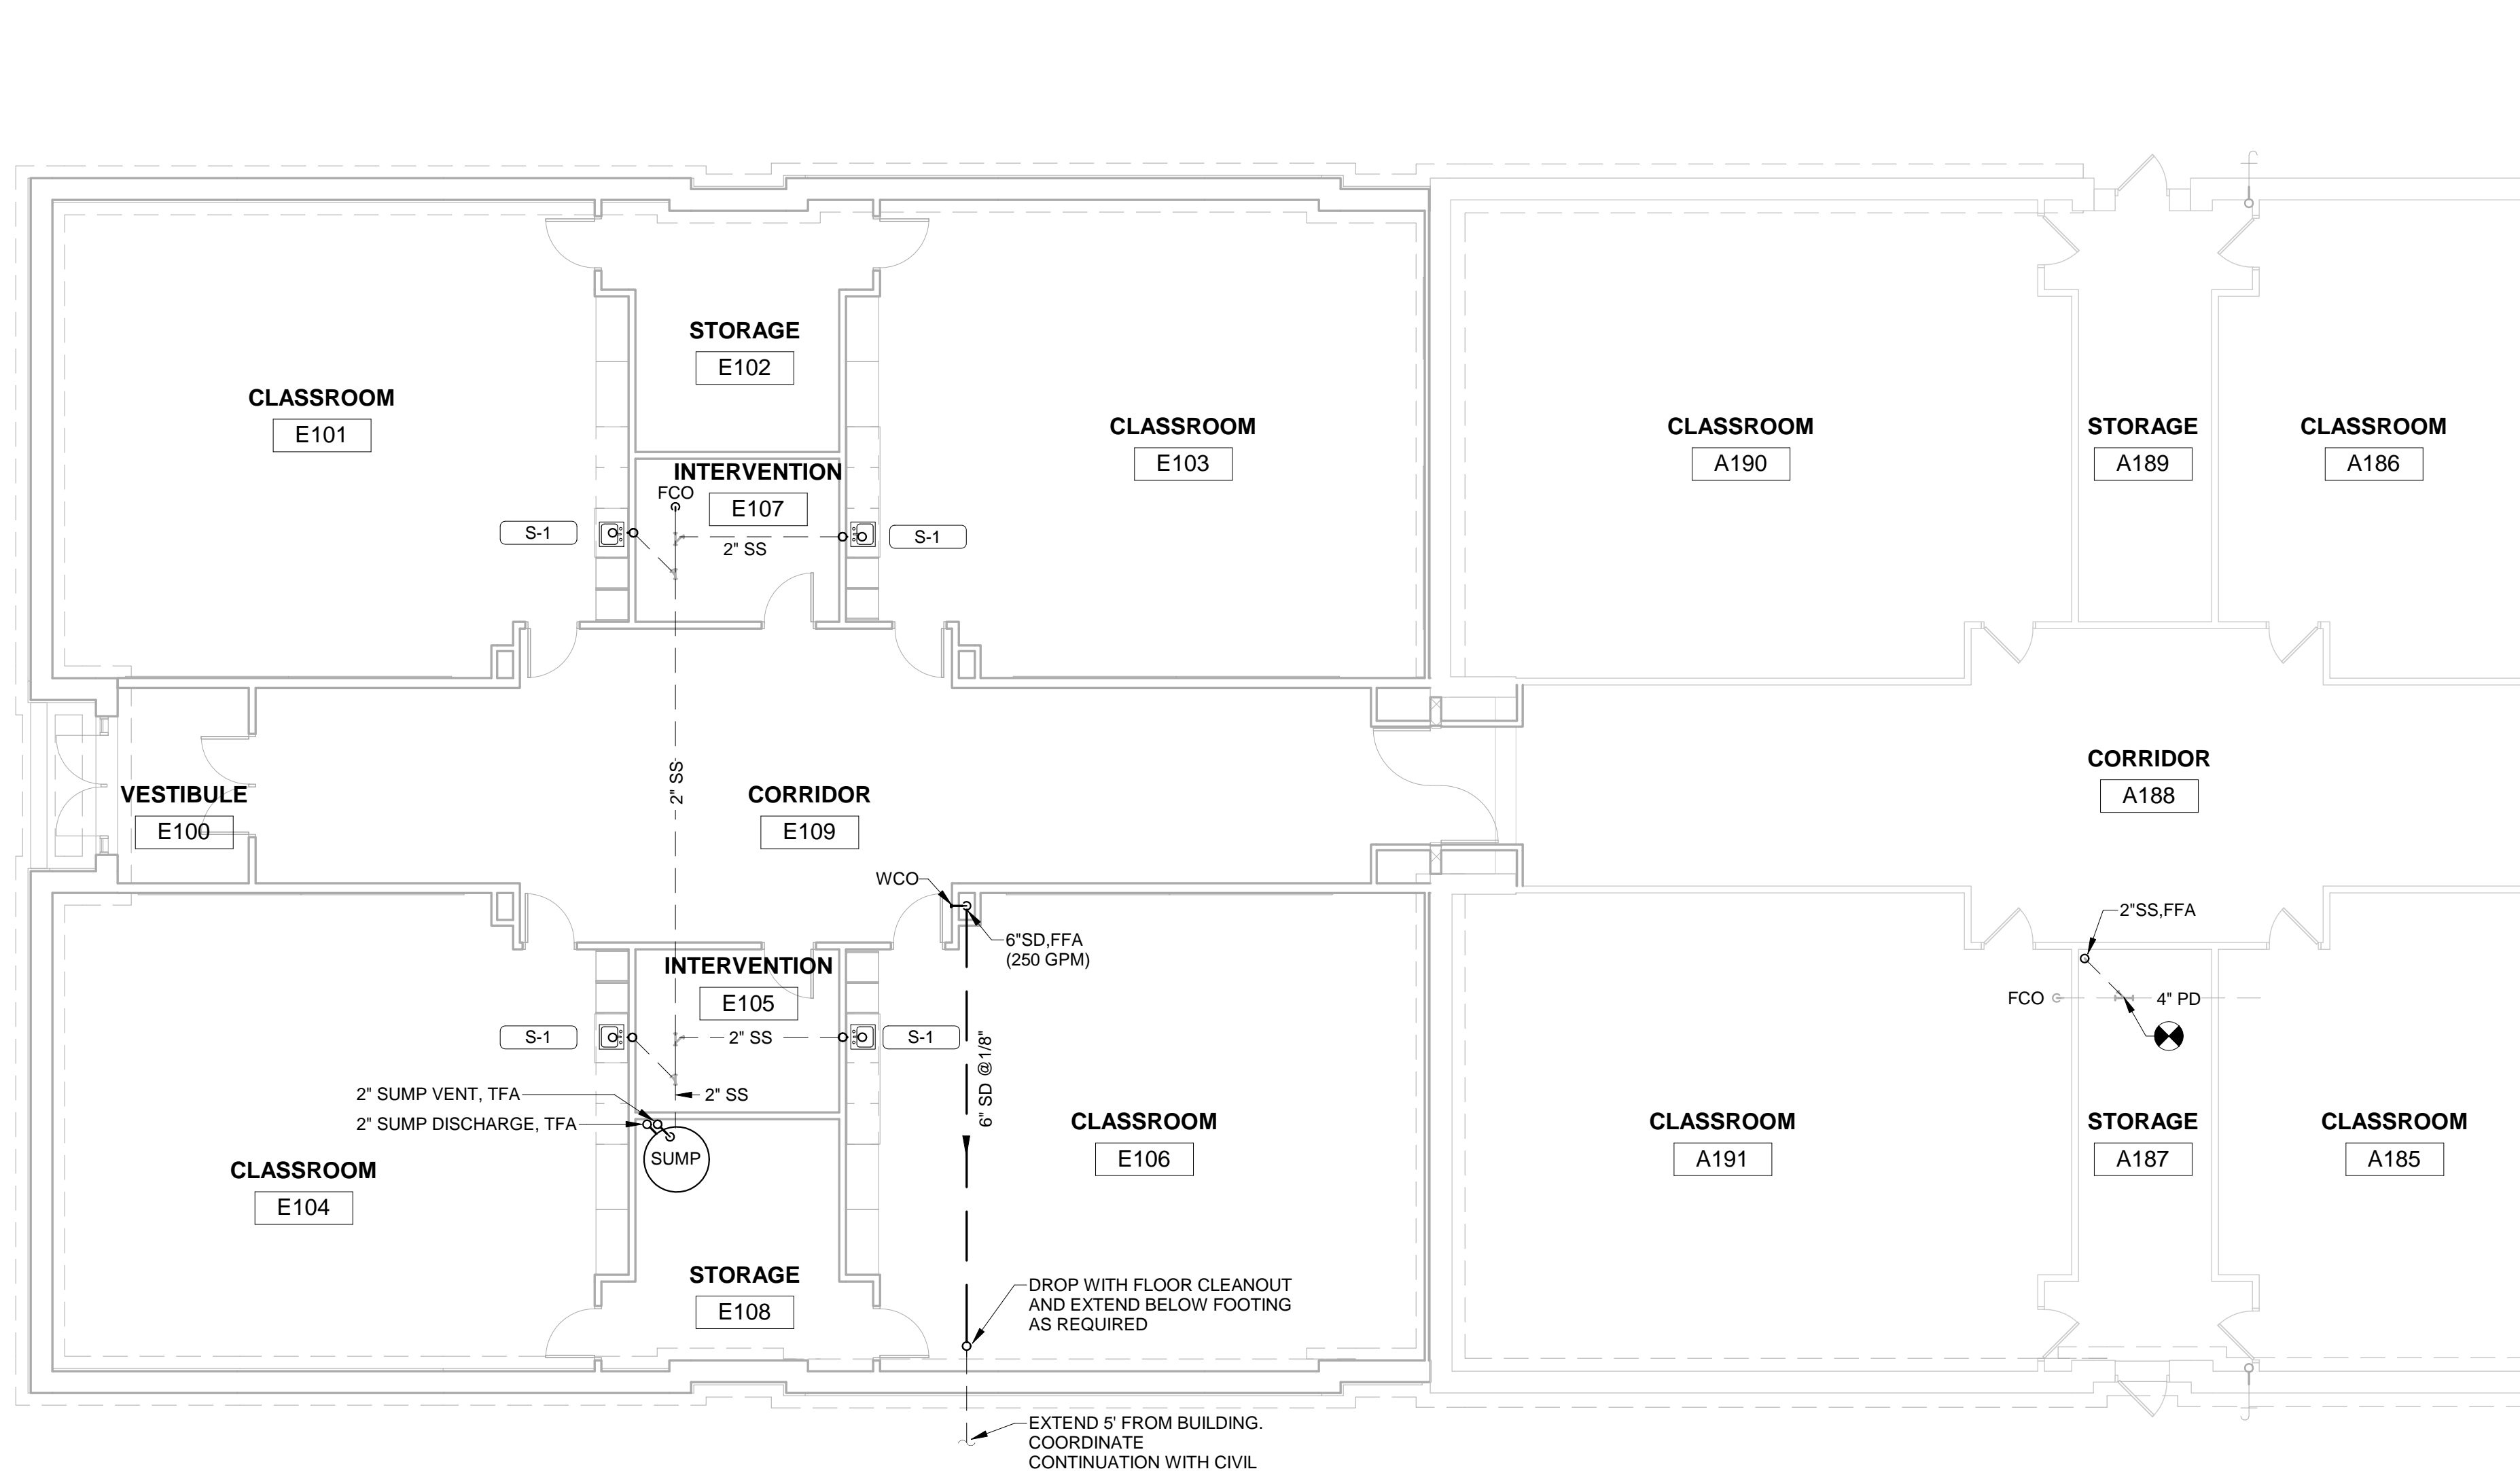 STORAGE
E102
CLASSROOM
E101
CLASSROOM
E103
CLASSROOM
A190
STORAGE
A189
CLASSROOM
A186
INTERVENTION
FCO
E107
S-1
2" SS
S-1
2" SS
VESTIBULE
E100
CORRIDOR
E109
CORRIDOR
A188
WCO
6"SD,FFA
(250 GPM)
2"SS,FFA
INTERVENTION
E105
FCO
4" PD
S-1
2" SS
S-1
6" SD @1/8"
2" SUMP VENT, TFA
2" SS
2" SUMP DISCHARGE, TFA
SUMP
CLASSROOM
E104
CLASSROOM
E106
CLASSROOM
A191
STORAGE
A187
CLASSROOM
A185
STORAGE
E108
DROP WITH FLOOR CLEANOUT
AND EXTEND BELOW FOOTING
AS REQUIRED
EXTEND 5' FROM BUILDING.
COORDINATE
CONTINUATION WITH CIVIL